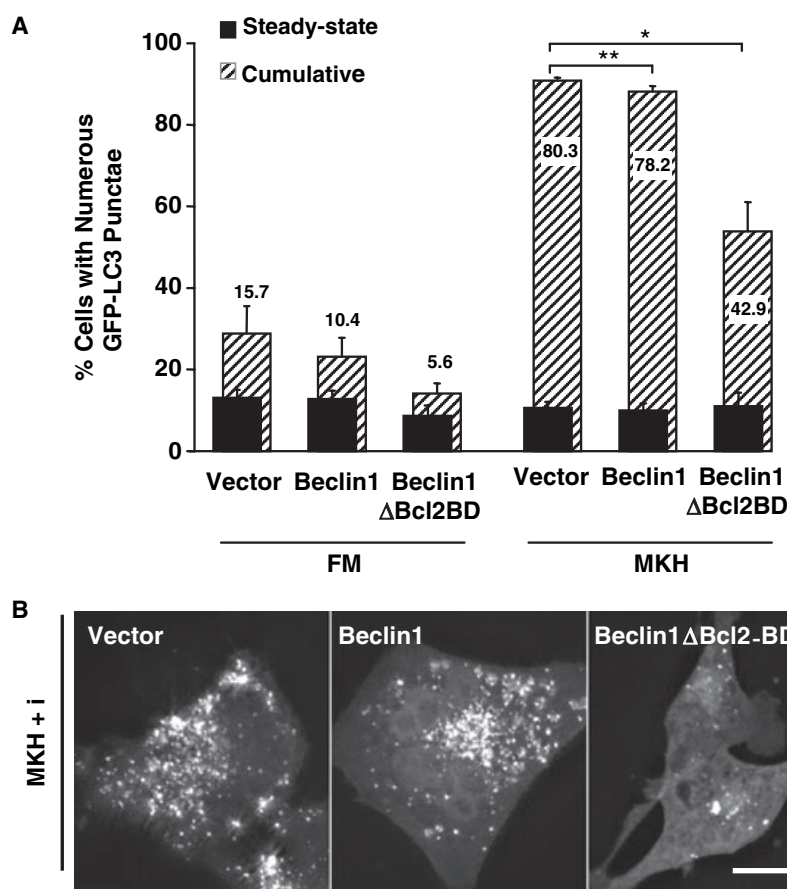 A
Steady-state
Cumulative
% Cells with Numerous
GFP-LC3 Punctae
100
80
60
40
20
0
15.7
10.4
5.6
80.3
78.2
42.9
**
*
Vector Beclin1 Beclin1
ΔBcl2BD
Vector Beclin1 Beclin1
ΔBcl2BD
FM
MKH
B
MKH + i
Vector
Beclin1
Beclin1ΔBcl2-BD